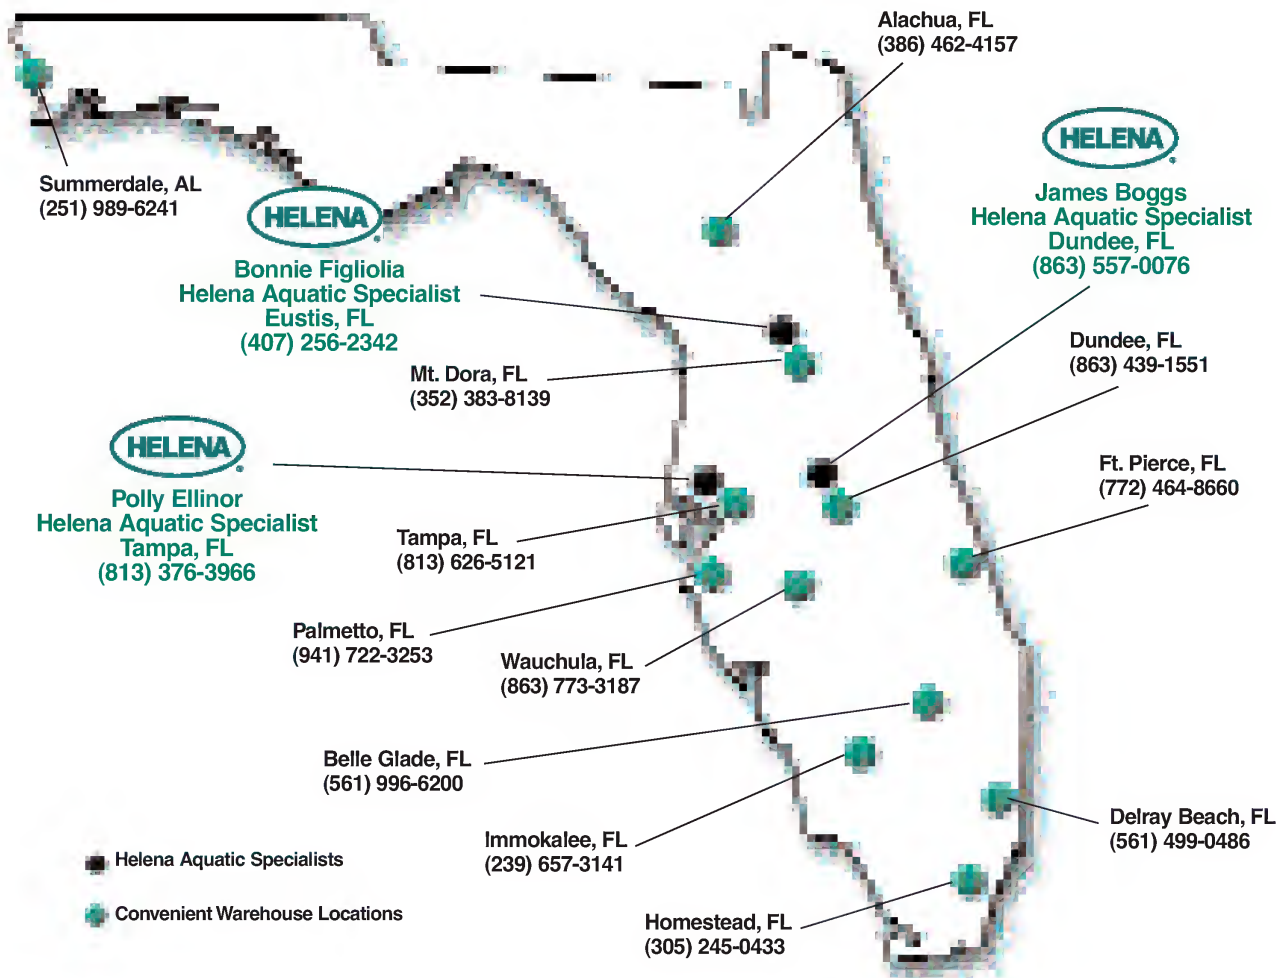 Alachua, FL
(386) 462-4157
HELENA
James Boggs
Helena Aquatic Specialist
Dundee, FL
(863) 557-0076
Summerdale, AL
(251) 989-6241
HELENA
Bonnie Figliolia
Helena Aquatic Specialist
Eustis, FL
(407) 256-2342
Dundee, FL
(863) 439-1551
Mt. Dora, FL
(352) 383-8139
HELENA
Polly Ellinor
Helena Aquatic Specialist
Tampa, FL
(813) 376-3966
Ft. Pierce, FL
(772) 464-8660
Tampa, FL
(813) 626-5121
Palmetto, FL
(941) 722-3253
Wauchula, FL
(863) 773-3187
Belle Glade, FL
(561) 996-6200
Delray Beach, FL
(561) 499-0486
Immokalee, FL
(239) 657-3141
Homestead, FL
(305) 245-0433
Helena Aquatic Specialists
Convenient Warehouse Locations